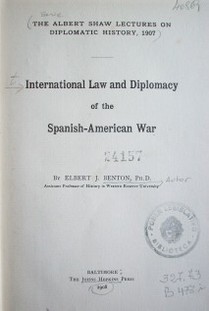 THE ALBERT SHAW LECTURES ON
DIPLOMATIC HISTORY, 1907
International Law and Diplomacy
of the
Spanish-American War
24157
BY ELBERT J. BENTON, PH.D.
Assistant Professor of History in Western Reserve University
BIBLIOTECA
BALTIMORE
THE JOHNS HOPKINS PRESS
1908